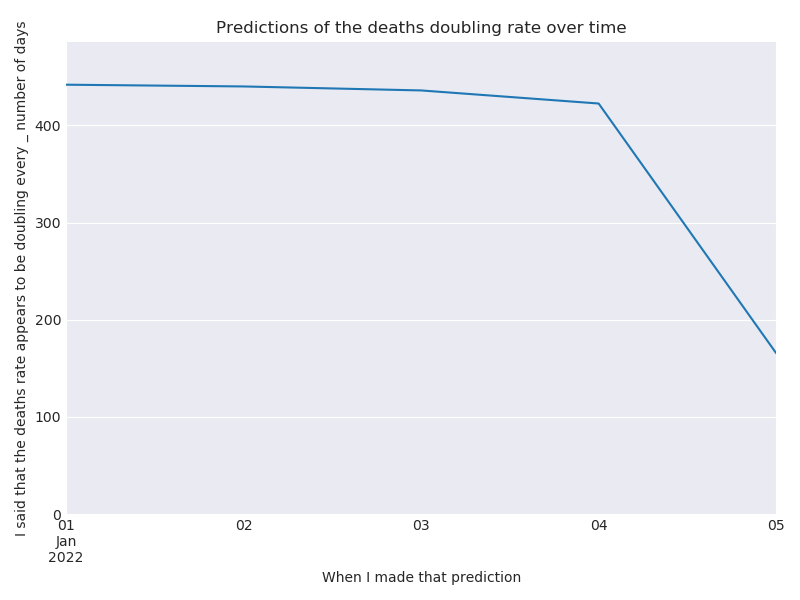 Predictions of the deaths doubling rate over time
I said that the deaths rate appears to be doubling every _ number of days
400
300
200
100
0
01 02 03 04 05
Jan
2022
When I made that prediction